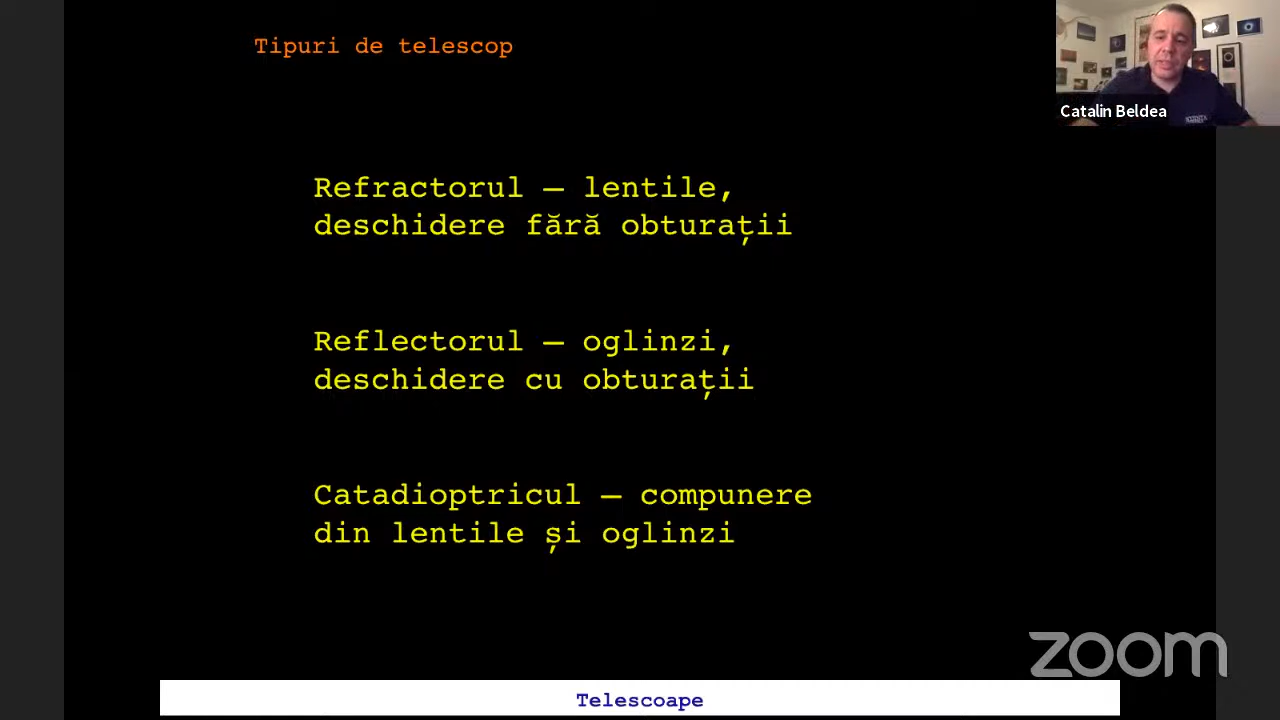 Tipuri de telescop
Catalin Beldea
Refractorul – lentile,
deschidere fără obturații
Reflectorul – oglinzi,
deschidere cu obturații
Catadioptricul – compunere
din lentile și oglinzi
zoom
Telescoape